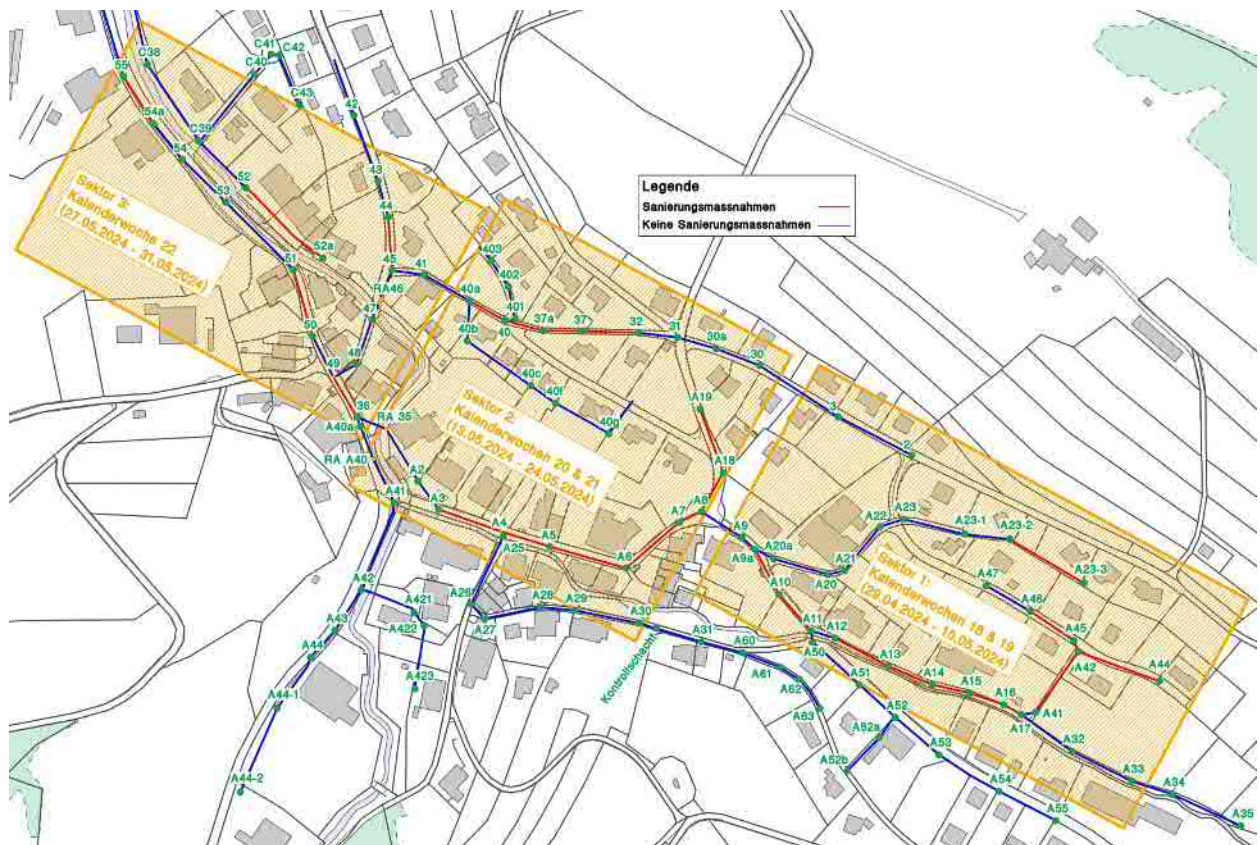 C38
55
C41
C42
C40
C43
54a
42
C39
54
43
52
53
44
52a
51
45
41
RA46
403
402
401
40a
40b
40
37a
37
32
31
30a
30
47
50
48
49
Sektor 3:
Kalenderwoche 22
(27.05.2024 - 31.05.2024)
Legende
Sanierungsmassnahmen
Keine Sanierungsmassnahmen
40c
40f
40g
36
RA 35
A40a
RA A40
A41
A2
A3
Sektor 2:
Kalenderwochen 20 & 21
(13.05.2024 - 24.05.2024)
A19
A18
3
2
A4
A25
A5
A6
A7
A8
A9
A9a
A20a
A20
A21
A22
A23
A23-1
A23-2
A23-3
A10
A11
A12
A13
A14
A15
A16
A17
Sektor 1:
Kalenderwochen 18 & 19
(29.04.2024 - 10.05.2024)
A47
A46
A45
A42
A44
A41
A26
A27
A28
A29
A30
Kontrollschacht
A31
A60
A61
A62
A63
A42
A421
A422
A423
A43
A44
A44-1
A44-2
A50
A51
A52
A52a
A52b
A53
A54
A55
A32
A33
A34
A35